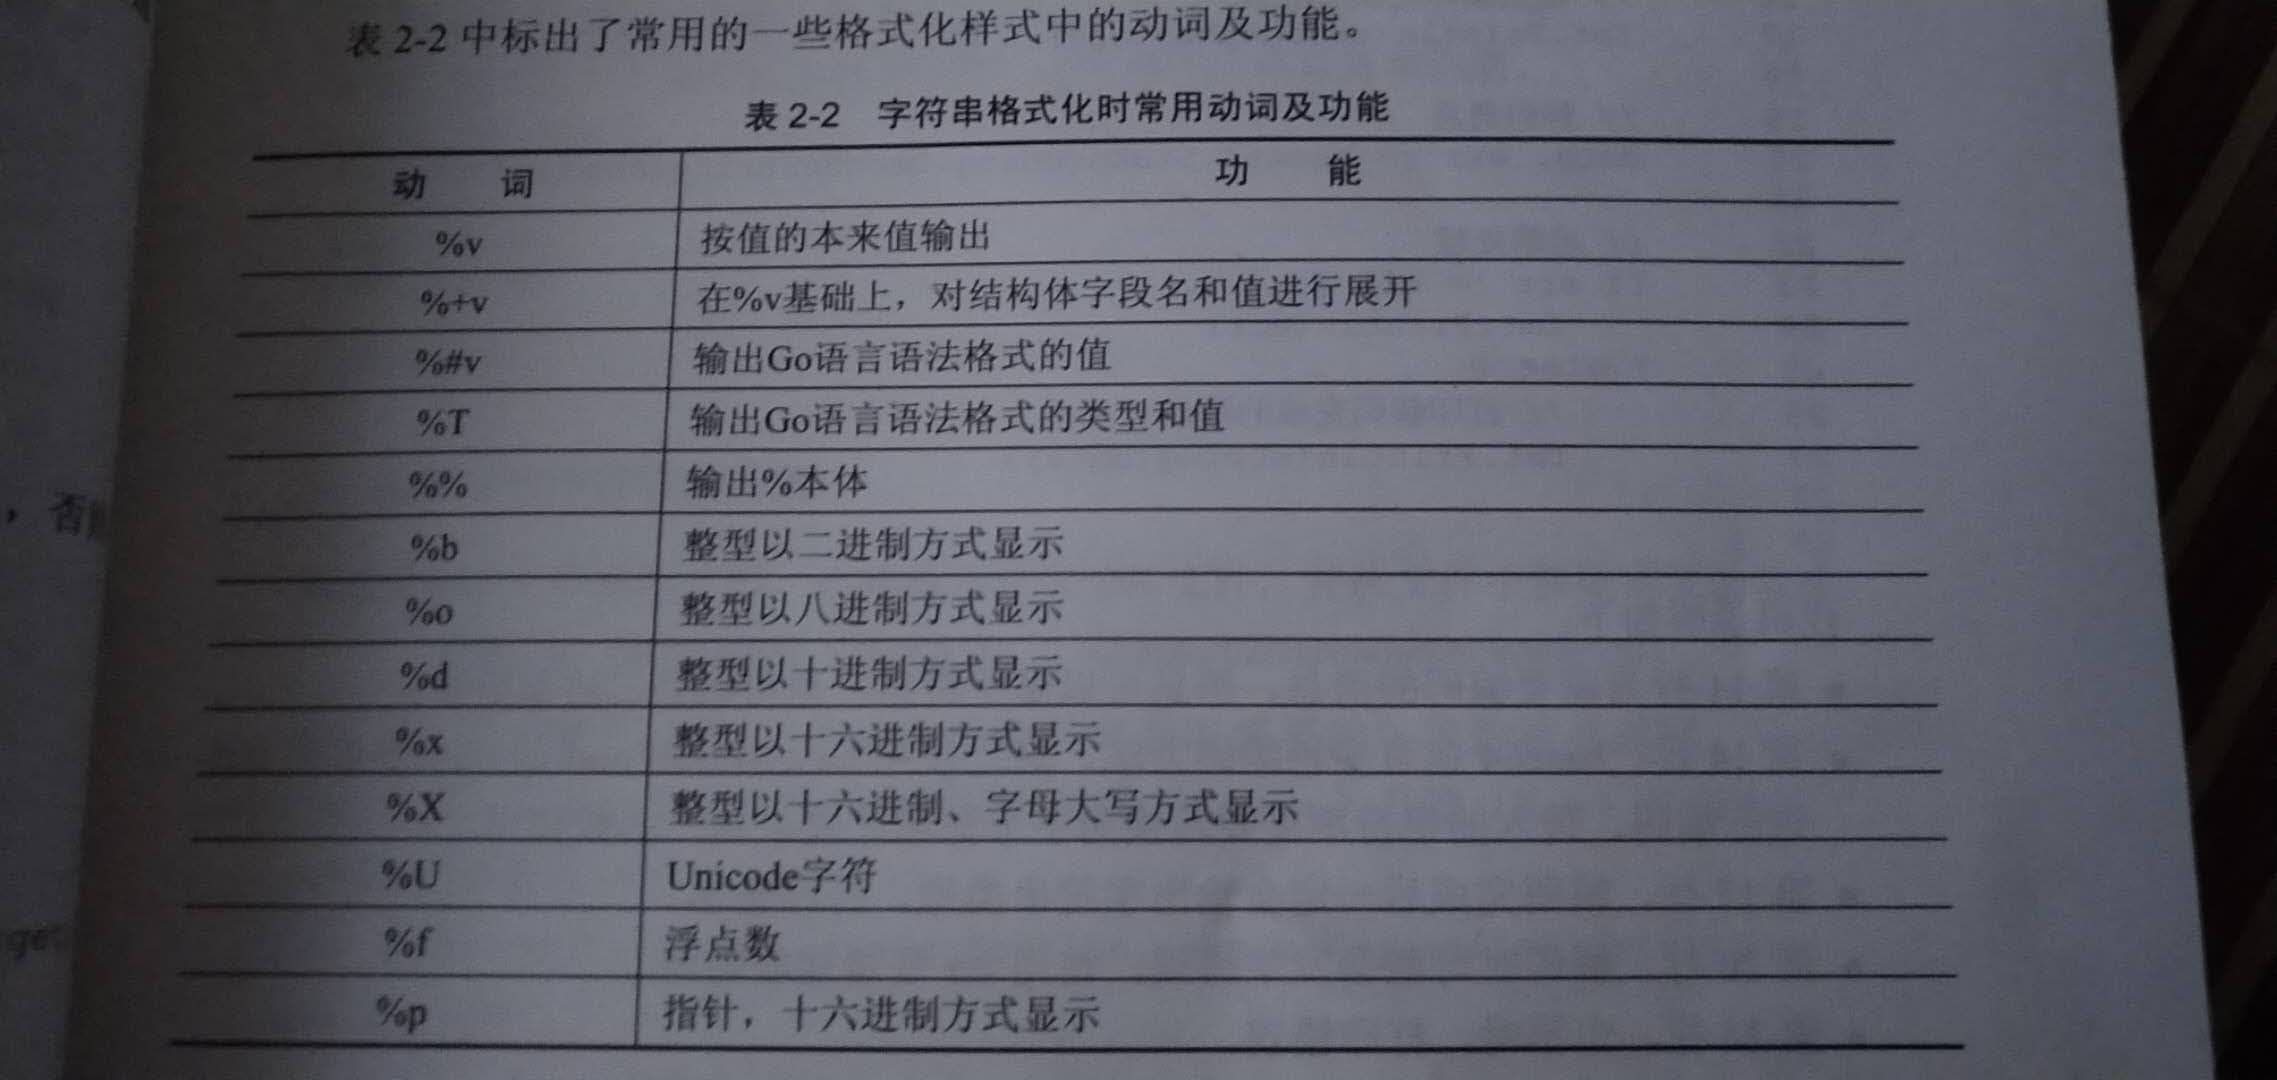 表 2-2 中标出了常用的一些格式化样式中的动词及功能。
表 2-2 字符串格式化时常用动词及功能
动 词 功 能
%v 按值的本来值输出
%+v 在%v基础上，对结构体字段名和值进行展开
%#v 输出Go语言语法格式的值
%T 输出Go语言语法格式的类型和值
%% 输出%本体
%b 整型以二进制方式显示
%o 整型以八进制方式显示
%d 整型以十进制方式显示
%x 整型以十六进制方式显示
%X 整型以十六进制、字母大写方式显示
%U Unicode字符
%f 浮点数
%p 指针，十六进制方式显示
，否